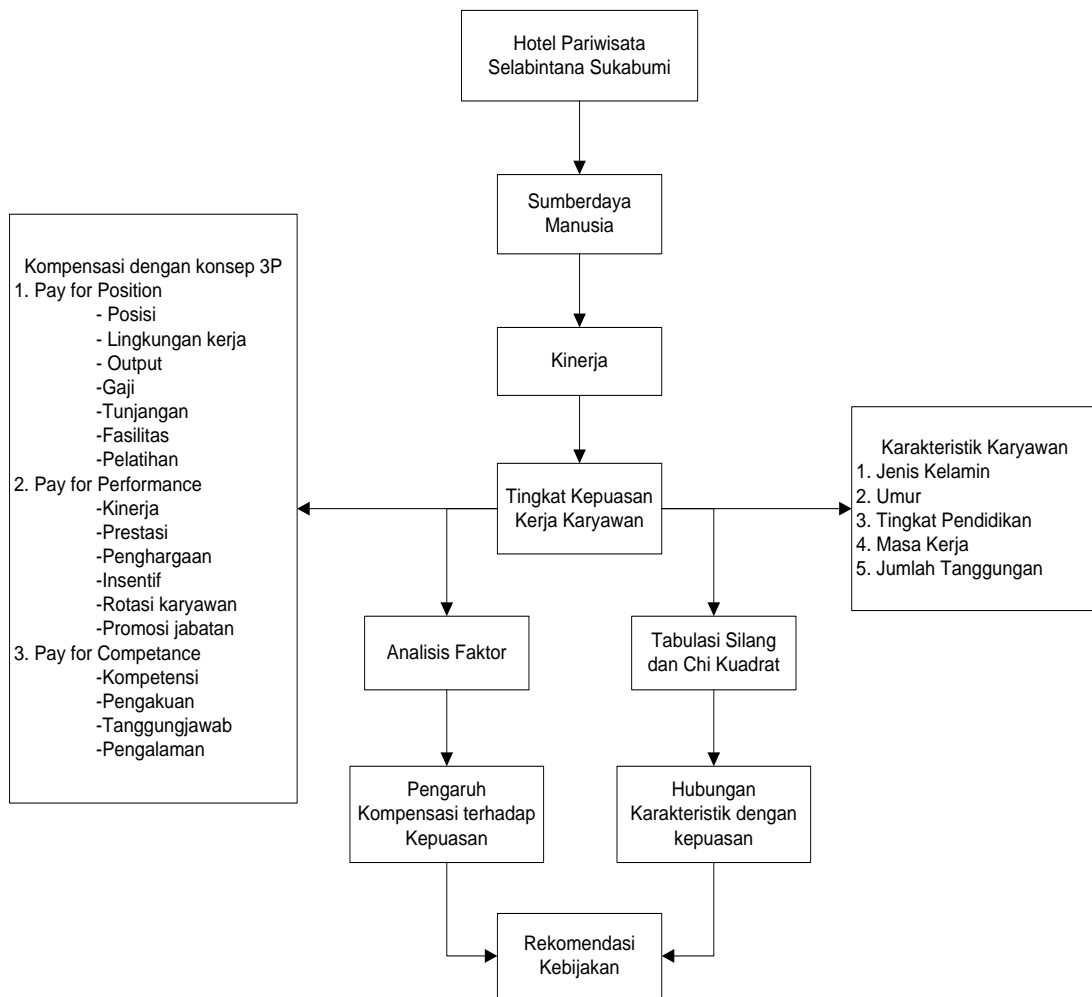 Hotel Pariwisata
Selabintana Sukabumi
Sumberdaya
Manusia
Kinerja
Tingkat Kepuasan
Kerja Karyawan
Kompensasi dengan konsep 3P
1. Pay for Position
- Posisi
- Lingkungan kerja
- Output
-Gaji
-Tunjangan
-Fasilitas
-Pelatihan
2. Pay for Performance
-Kinerja
-Prestasi
-Penghargaan
-Insentif
-Rotasi karyawan
-Promosi jabatan
3. Pay for Competance
-Kompetensi
-Pengakuan
-Tanggungjawab
-Pengalaman
Karakteristik Karyawan
1. Jenis Kelamin
2. Umur
3. Tingkat Pendidikan
4. Masa Kerja
5. Jumlah Tanggungan
Analisis Faktor
Tabulasi Silang
dan Chi Kuadrat
Pengaruh
Kompensasi terhadap
Kepuasan
Hubungan
Karakteristik dengan
kepuasan
Rekomendasi
Kebijakan